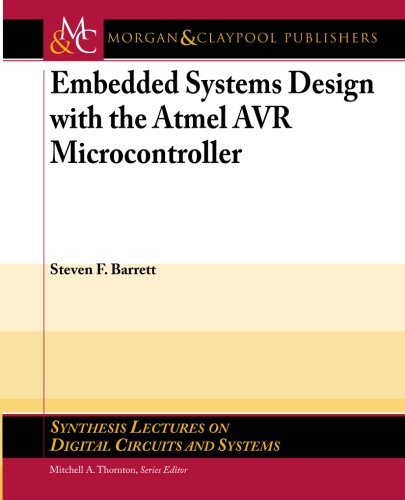 M
&C
MORGAN&CLAYPOOL PUBLISHERS
Embedded Systems Design
with the Atmel AVR
Microcontroller
Steven F. Barrett
SYNTHESIS LECTURES ON
DIGITAL CIRCUITS AND SYSTEMS
Mitchell A. Thornton, Series Editor